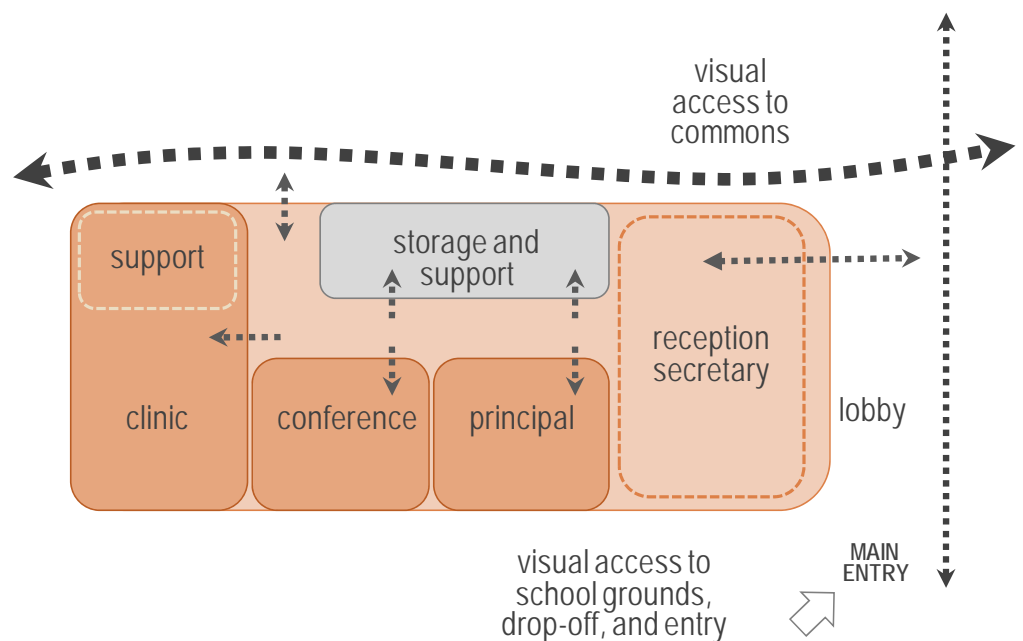 visual
access to
commons
support
storage and
support
reception
secretary
clinic
conference
principal
lobby
visual access to
school grounds,
drop-off, and entry
MAIN
ENTRY